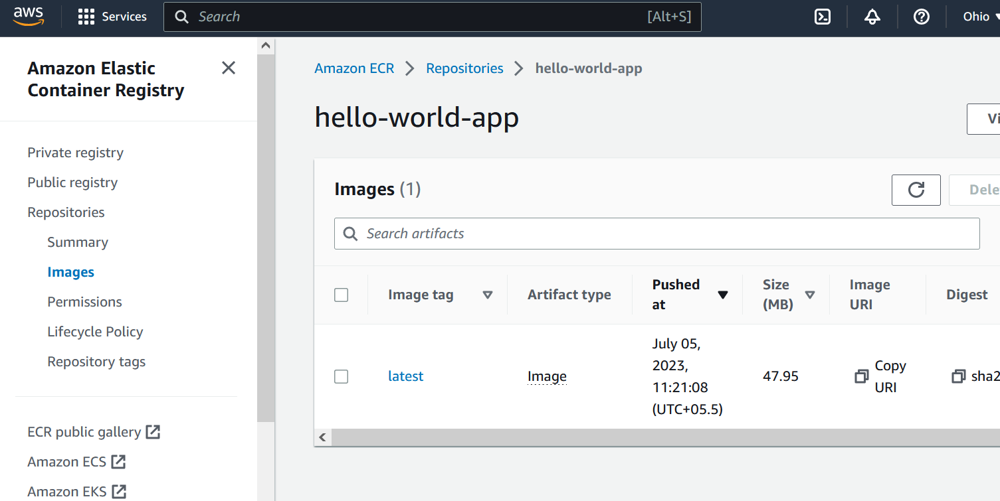 aws
Services
Search
[Alt+S]
Ohio
Amazon Elastic
Container Registry
Private registry
Public registry
Repositories
Summary
Images
Permissions
Lifecycle Policy
Repository tags
ECR public gallery
Amazon ECS
Amazon EKS
Amazon ECR
Repositories
hello-world-app
hello-world-app
Vi
Images (1)
Dele
Search artifacts
Image tag
Artifact type
Pushed
at
Size
(MB)
Image
URI
Digest
latest
Image
July 05,
2023,
11:21:08
(UTC+05.5)
47.95
Copy
URI
sha2